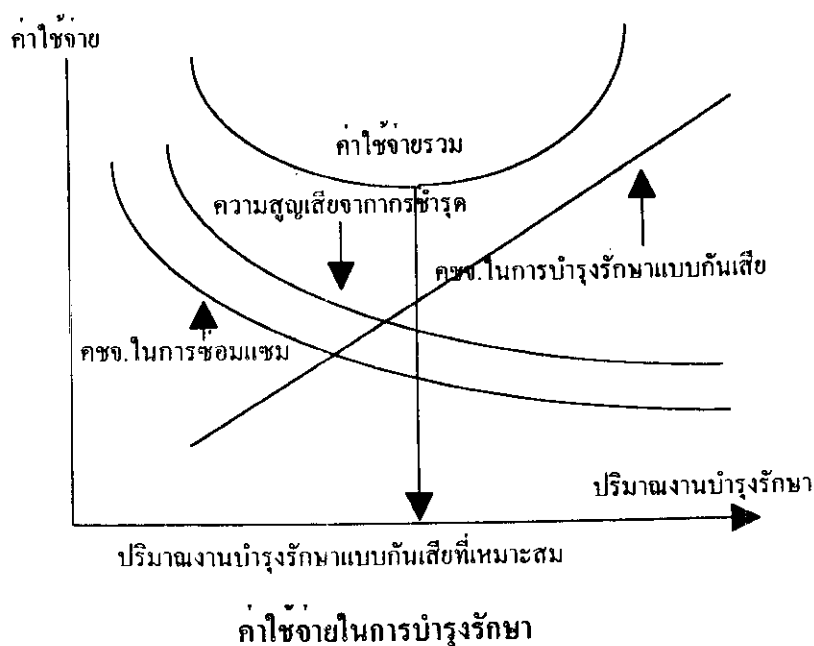 ค่าใช้จ่าย
ค่าใช้จ่ายรวม
ความสูญเสียจากากรชำรุด
คชจ.ในการบำรุงรักษาแบบกันเสีย
คชจ.ในการซ่อมแซม
ปริมาณงานบำรุงรักษา
ปริมาณงานบำรุงรักษาแบบกันเสียที่เหมาะสม
ค่าใช้จ่ายในการบำรุงรักษา